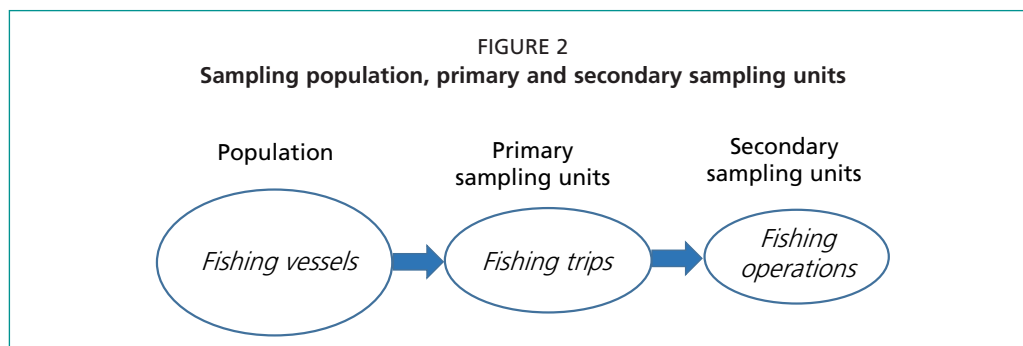 FIGURE 2
Sampling population, primary and secondary sampling units
Population
Fishing vessels
Primary
sampling units
Fishing trips
Secondary
sampling units
Fishing
operations